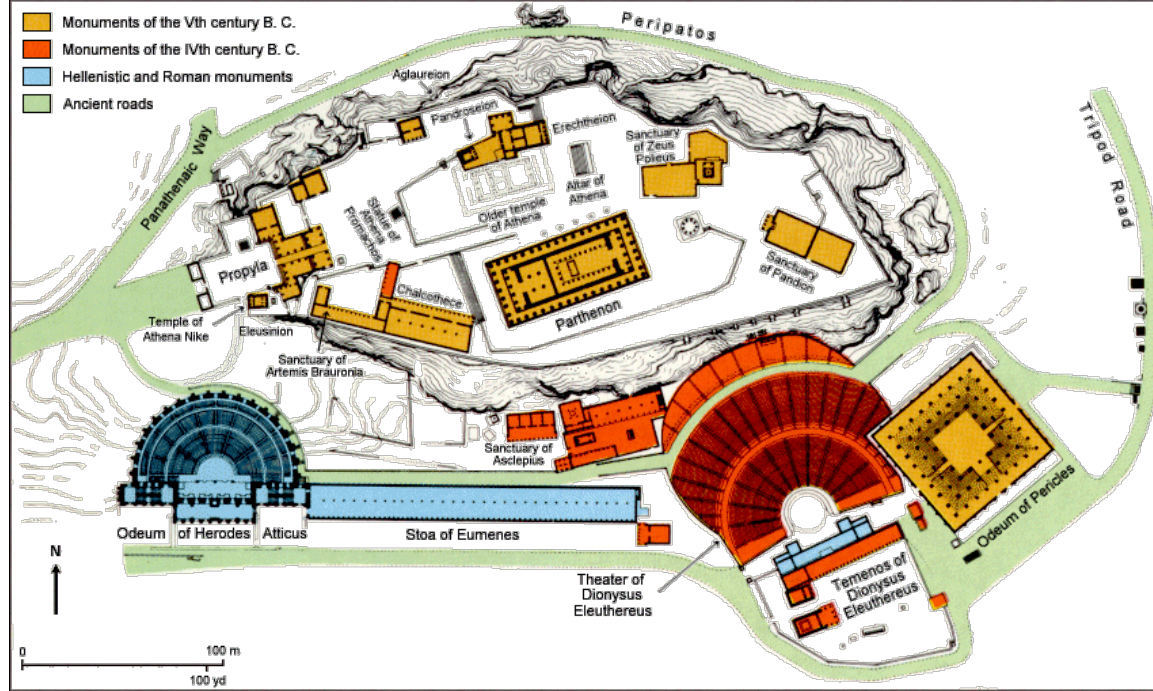 Monuments of the Vth century B. C.
Monuments of the IVth century B. C.
Hellenistic and Roman monuments
Ancient roads
Peripatos
Tripod Road
Panathenaic Way
Aglaureion
Pandroseion
Erechtheion
Sanctuary
of Zeus
Polieus
Altar of
Athena
Older temple
of Athena
Statue of
Athena
Promachos
Propyla
Sanctuary
of Pandion
Chalcothece
Parthenon
Temple of
Athena Nike
Eleusinion
Sanctuary of
Artemis Brauronia
Sanctuary of
Asclepius
Odeum of Pericles
Odeum of Herodes Atticus
Stoa of Eumenes
Theater of
Dionysus
Eleuthereus
Temenos of
Dionysus
Eleuthereus
N
0 100 m
100 yd